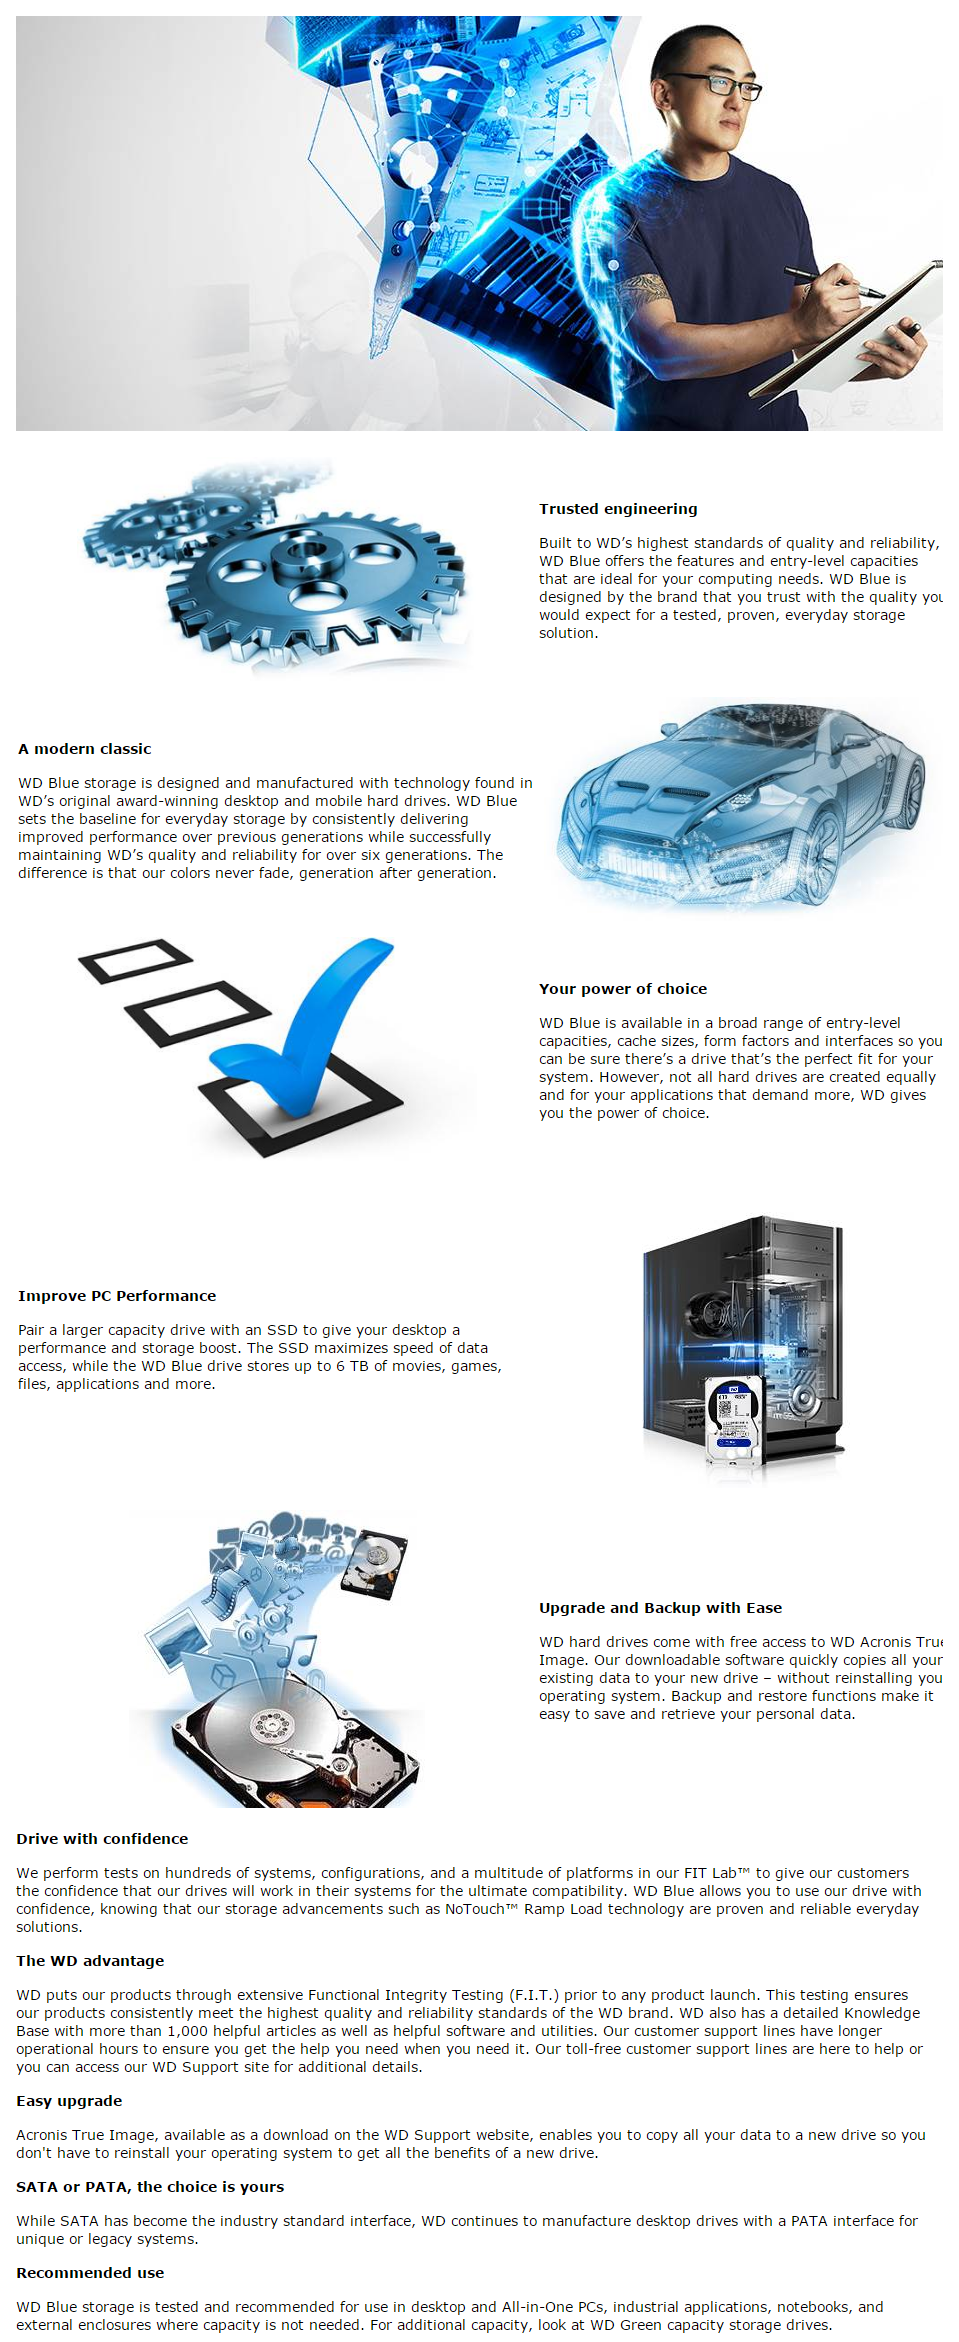 Trusted engineering
Built to WD’s highest standards of quality and reliability,
WD Blue offers the features and entry-level capacities
that are ideal for your computing needs. WD Blue is
designed by the brand that you trust with the quality you
would expect for a tested, proven, everyday storage
solution.
A modern classic
WD Blue storage is designed and manufactured with technology found in
WD’s original award-winning desktop and mobile hard drives. WD Blue
sets the baseline for everyday storage by consistently delivering
improved performance over previous generations while successfully
maintaining WD’s quality and reliability for over six generations. The
difference is that our colors never fade, generation after generation.
Your power of choice
WD Blue is available in a broad range of entry-level
capacities, cache sizes, form factors and interfaces so you
can be sure there’s a drive that’s the perfect fit for your
system. However, not all hard drives are created equally
and for your applications that demand more, WD gives
you the power of choice.
Improve PC Performance
Pair a larger capacity drive with an SSD to give your desktop a
performance and storage boost. The SSD maximizes speed of data
access, while the WD Blue drive stores up to 6 TB of movies, games,
files, applications and more.
WD
Upgrade and Backup with Ease
WD hard drives come with free access to WD Acronis True
Image. Our downloadable software quickly copies all your
existing data to your new drive – without reinstalling you
operating system. Backup and restore functions make it
easy to save and retrieve your personal data.
Drive with confidence
We perform tests on hundreds of systems, configurations, and a multitude of platforms in our FIT Lab™ to give our customers
the confidence that our drives will work in their systems for the ultimate compatibility. WD Blue allows you to use our drive with
confidence, knowing that our storage advancements such as NoTouch™ Ramp Load technology are proven and reliable everyday
solutions.
The WD advantage
WD puts our products through extensive Functional Integrity Testing (F.I.T.) prior to any product launch. This testing ensures
our products consistently meet the highest quality and reliability standards of the WD brand. WD also has a detailed Knowledge
Base with more than 1,000 helpful articles as well as helpful software and utilities. Our customer support lines have longer
operational hours to ensure you get the help you need when you need it. Our toll-free customer support lines are here to help or
you can access our WD Support site for additional details.
Easy upgrade
Acronis True Image, available as a download on the WD Support website, enables you to copy all your data to a new drive so you
don't have to reinstall your operating system to get all the benefits of a new drive.
SATA or PATA, the choice is yours
While SATA has become the industry standard interface, WD continues to manufacture desktop drives with a PATA interface for
unique or legacy systems.
Recommended use
WD Blue storage is tested and recommended for use in desktop and All-in-One PCs, industrial applications, notebooks, and
external enclosures where capacity is not needed. For additional capacity, look at WD Green capacity storage drives.